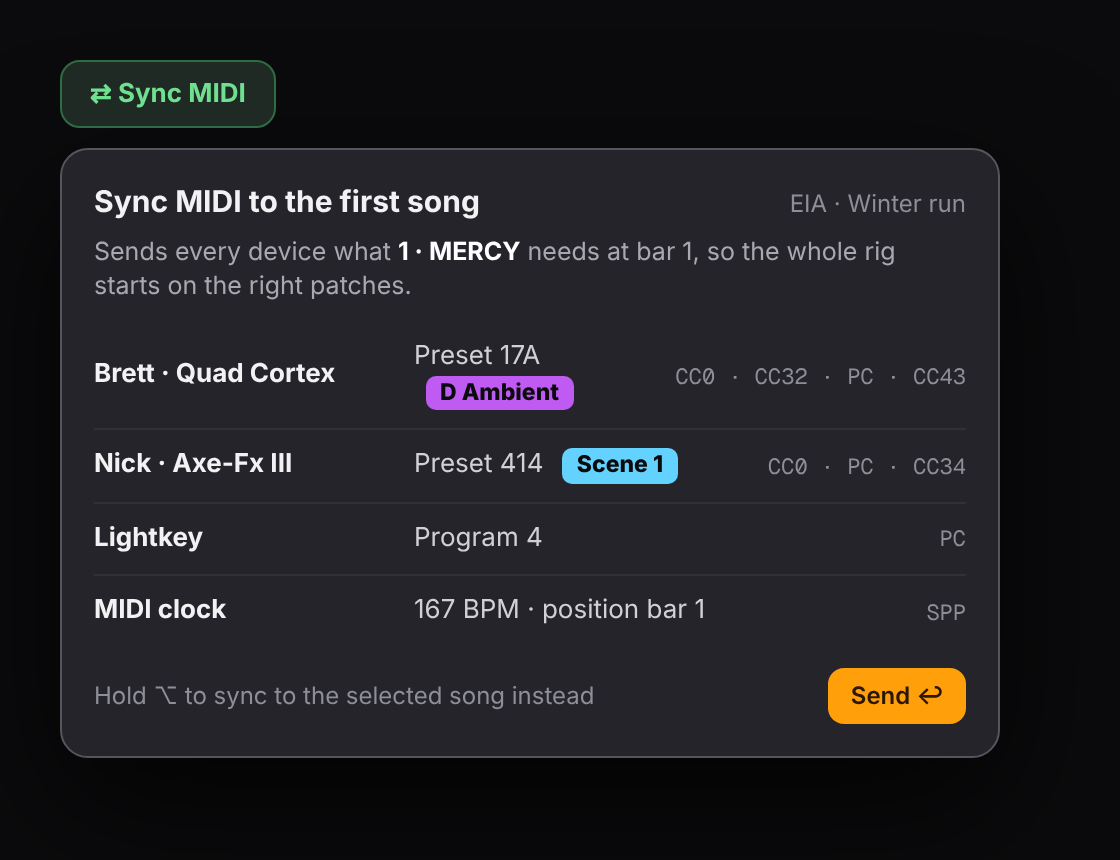 ⇄ Sync MIDI
Sync MIDI to the first song
EIA · Winter run
Sends every device what 1 · MERCY needs at bar 1, so the whole rig
starts on the right patches.
Brett · Quad Cortex
Preset 17A
D Ambient
CC0 · CC32 · PC · CC43
Nick · Axe-Fx III
Preset 414
Scene 1
CC0 · PC · CC34
Lightkey
Program 4
PC
MIDI clock
167 BPM · position bar 1
SPP
Hold ⌥ to sync to the selected song instead
Send ↩